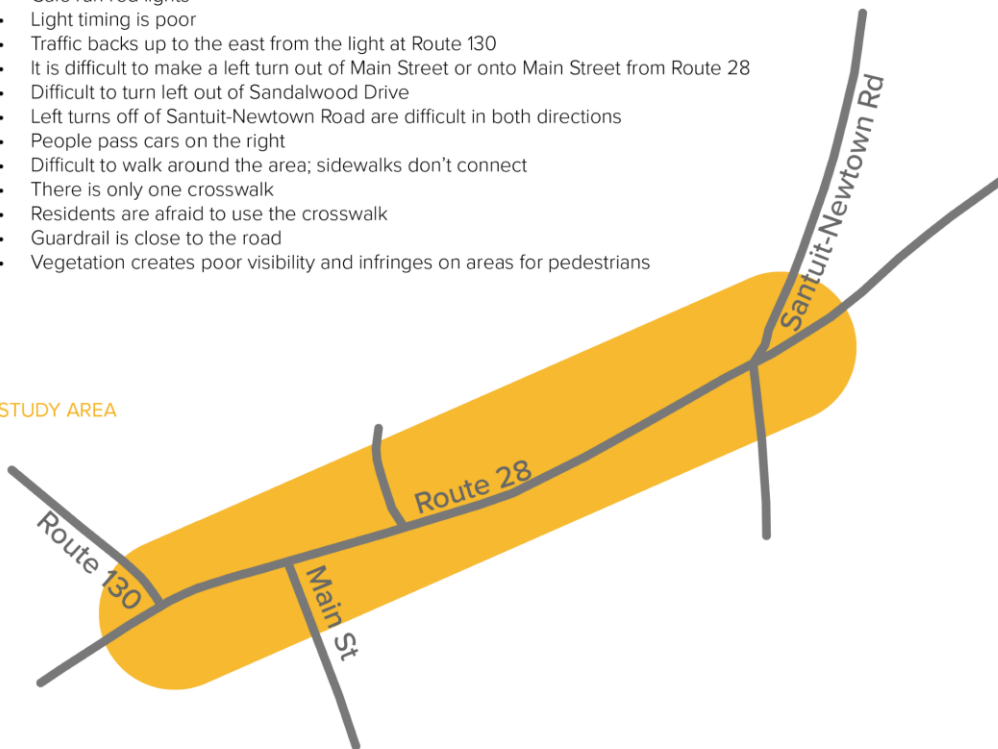 • Light timing is poor
• Traffic backs up to the east from the light at Route 130
• It is difficult to make a left turn out of Main Street or onto Main Street from Route 28
• Difficult to turn left out of Sandalwood Drive
• Left turns off of Santuit-Newtown Road are difficult in both directions
• People pass cars on the right
• Difficult to walk around the area; sidewalks don’t connect
• There is only one crosswalk
• Residents are afraid to use the crosswalk
• Guardrail is close to the road
• Vegetation creates poor visibility and infringes on areas for pedestrians
Santuit-Newtown Rd
STUDY AREA
Route 28
Route 130
Main St